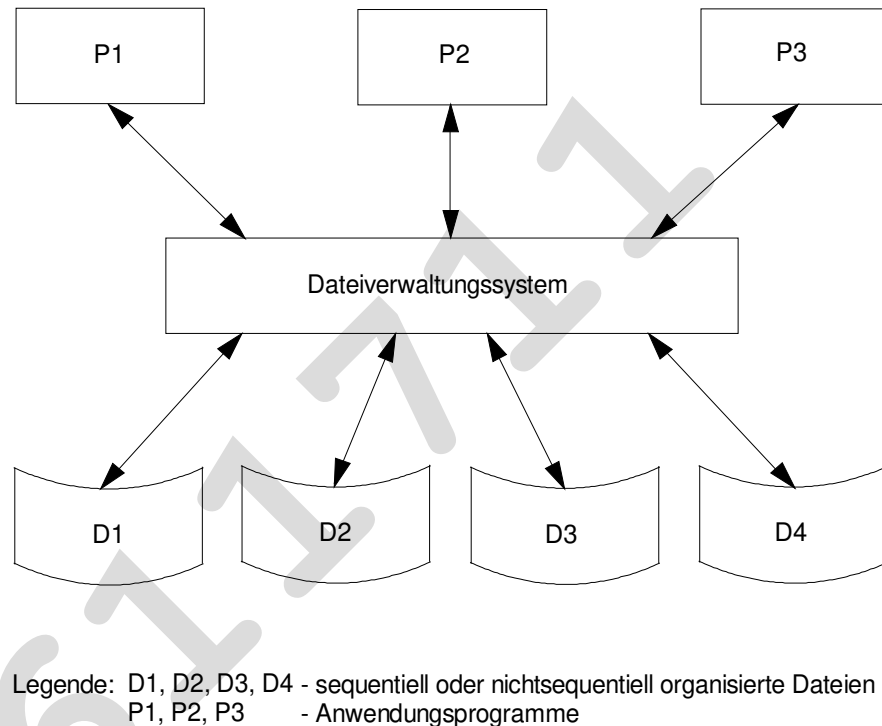 P1 P2 P3
Dateiverwaltungssystem
D1 D2 D3 D4
Legende: D1, D2, D3, D4 - sequentiell oder nichtsequentiell organisierte Dateien
P1, P2, P3 - Anwendungsprogramme
611711